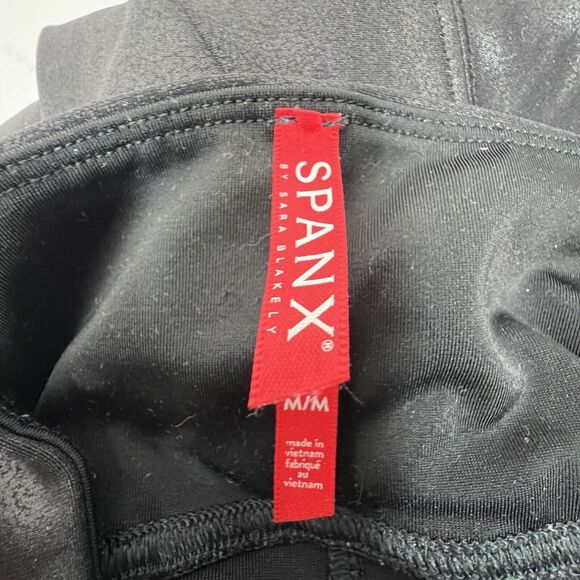 SPANX®
BY SARA BLAKELY
M/M
made in
vietnam
fabriqué
au
vietnam